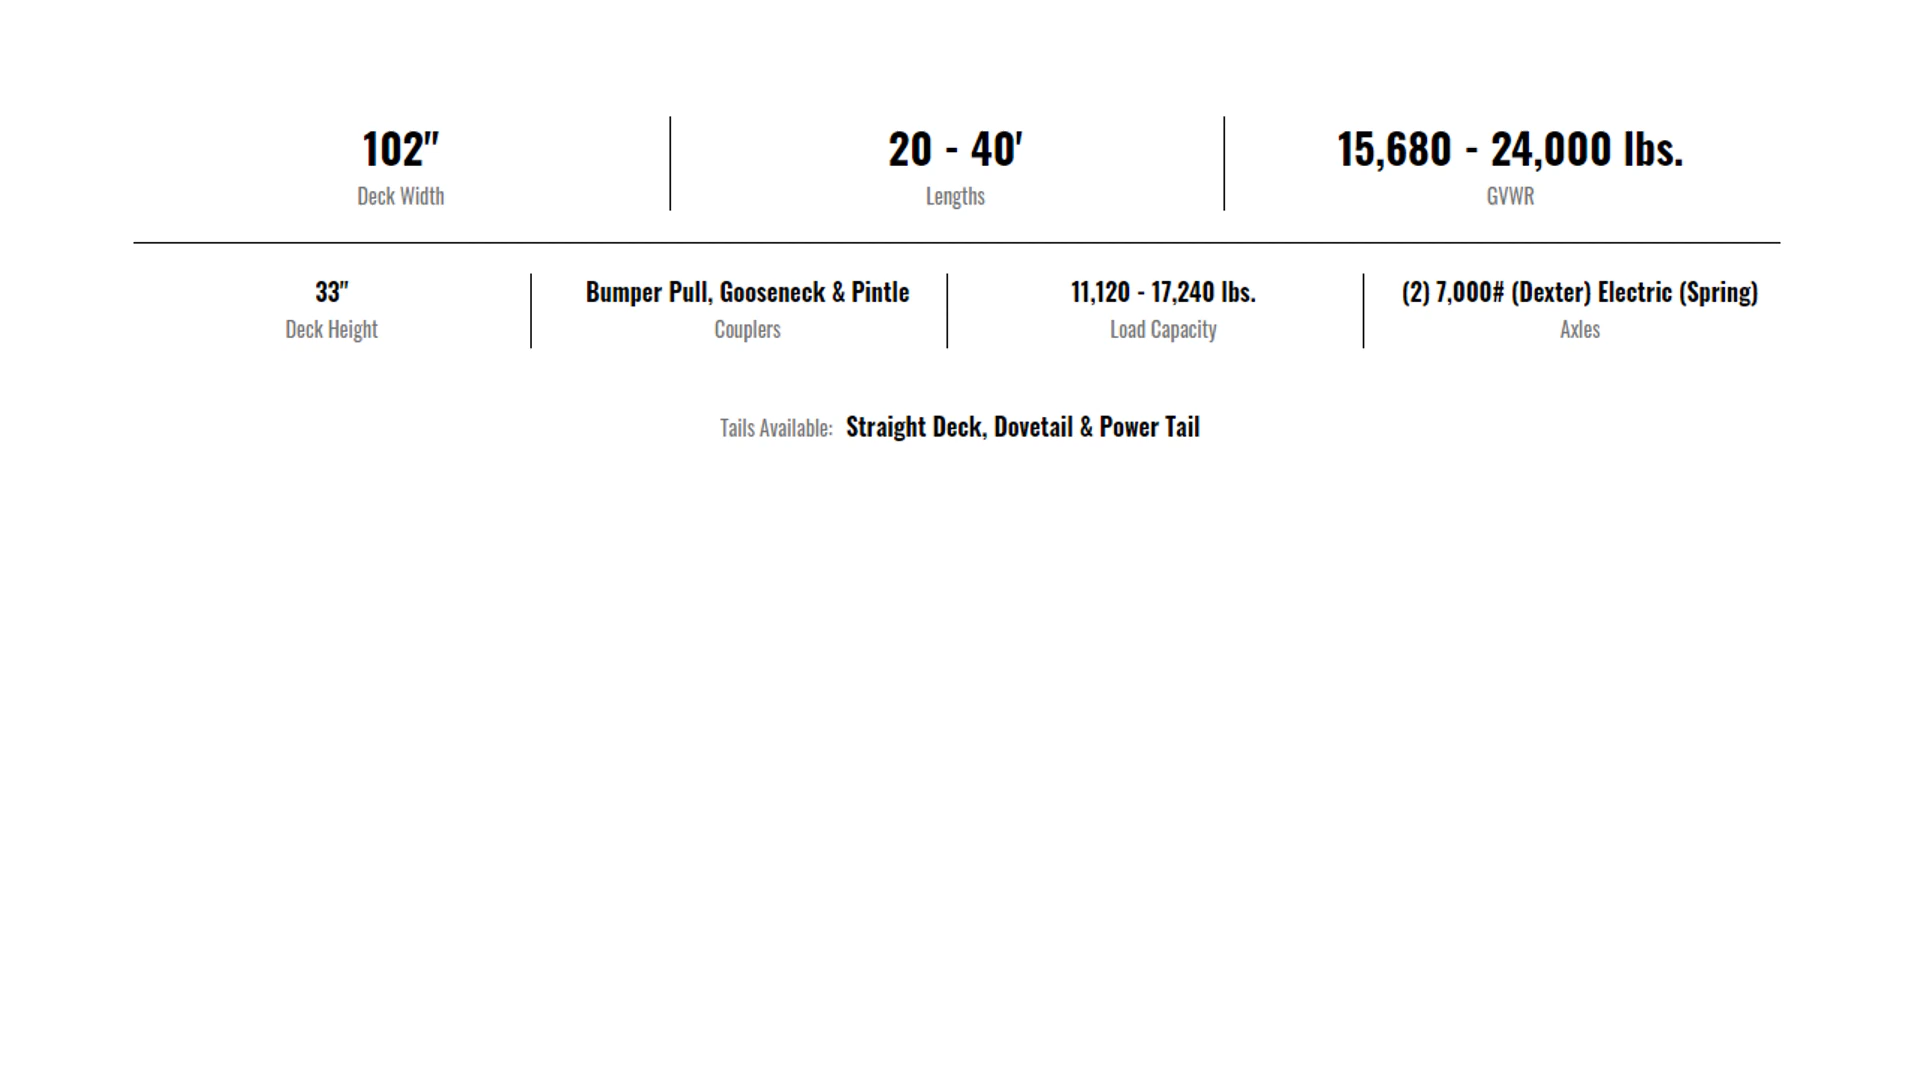 102"
Deck Width
20 - 40'
Lengths
15,680 - 24,000 lbs.
GVWR
33"
Deck Height
Bumper Pull, Gooseneck & Pintle
Couplers
11,120 - 17,240 lbs.
Load Capacity
(2) 7,000# (Dexter) Electric (Spring)
Axles
Tails Available: Straight Deck, Dovetail & Power Tail